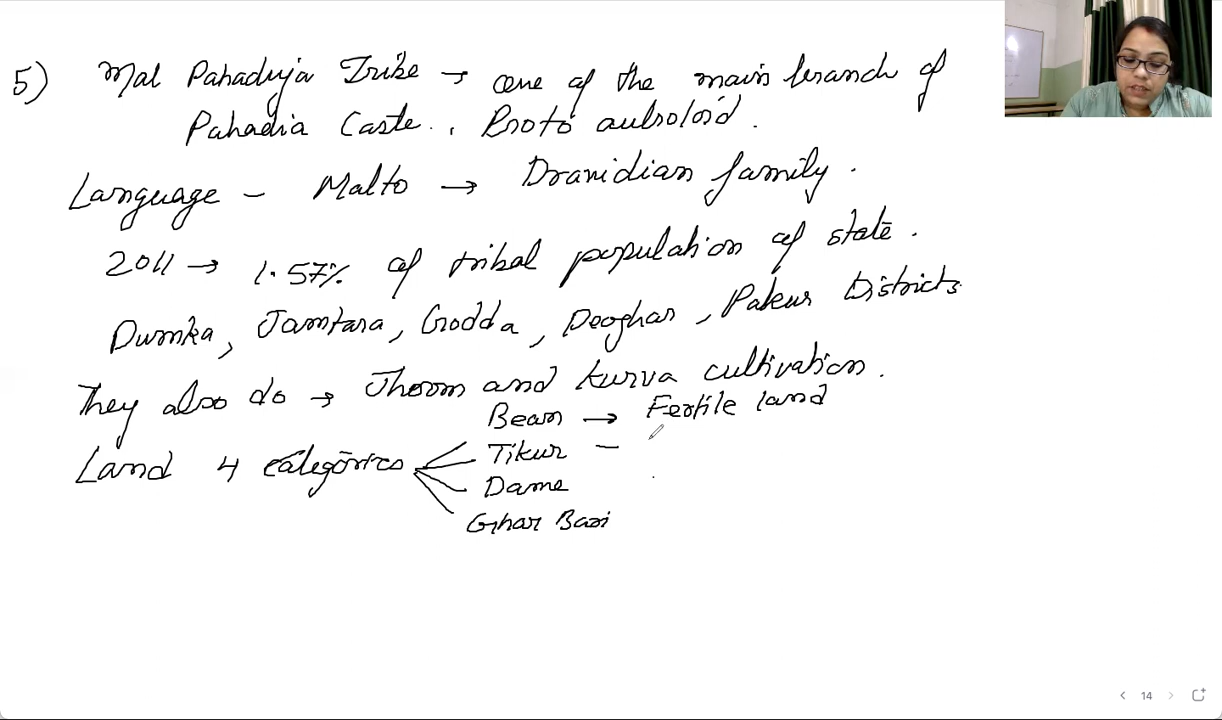 5) Mal Pahadiya Tribe → one of the main branch of
Pahadia Caste. , Proto aulroloid.
Language - Malto → Dravidian family.
2011 → 1.57% of tribal population of state.
Dumka, Jamtara, Godda, Deoghar, Pakur Districts.
They also do → Jhoom and kurva cultivation.
Land 4 categories
Bean → Fertile land
Tikur -
Dame
Ghar Bari
14